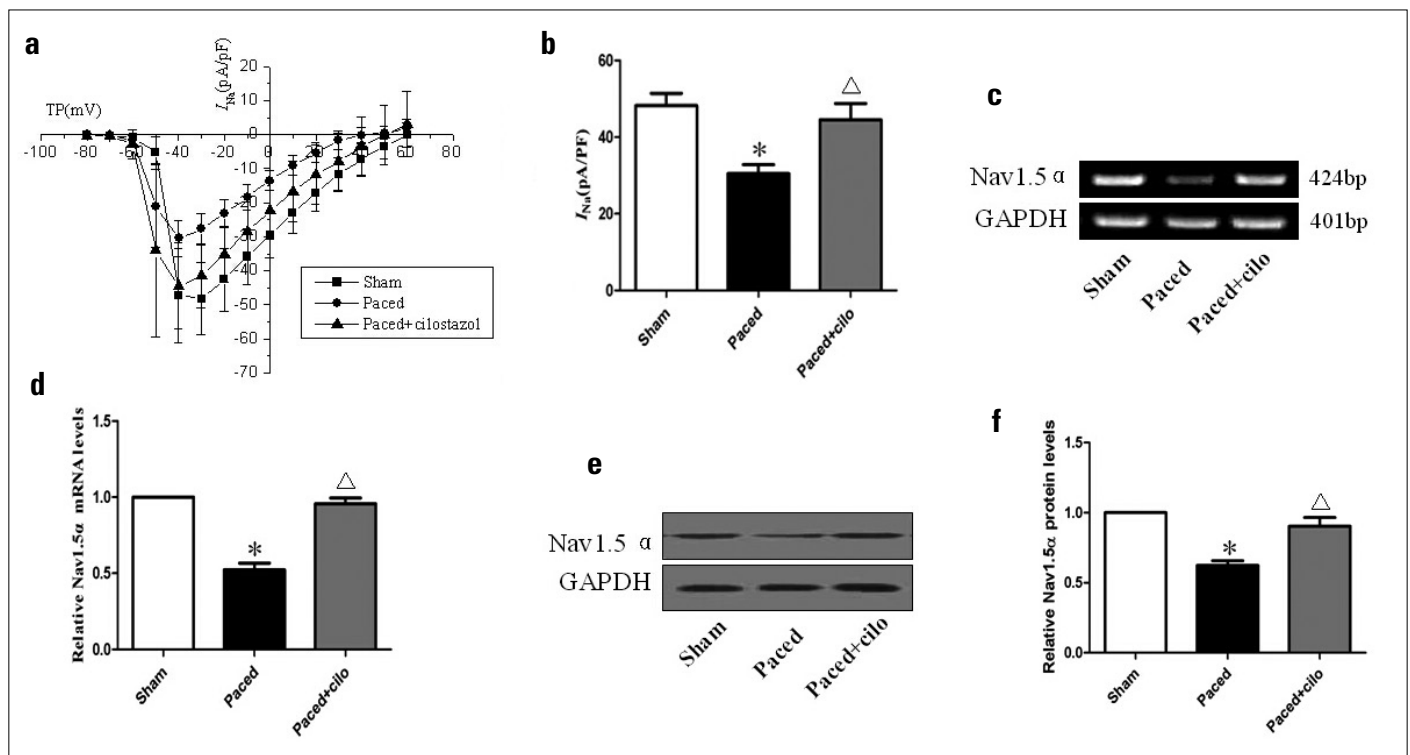 a
I_Na(pA/pF)
TP(mV)
20
10
0
-10
-20
-30
-40
-50
-60
-70
-100 -80 -60 -40 -20 0 20 40 60 80
Sham
Paced
Paced+cilostazol
b
I_Na(pA/PF)
60
40
20
0
Sham
Paced
Paced+cilo
*
△
c
Nav1.5 α 424bp
GAPDH 401bp
Sham Paced Paced+cilo
d
Relative Nav1.5α mRNA levels
1.5
1.0
0.5
0.0
Sham
Paced
Paced+cilo
*
△
e
Nav1.5 α
GAPDH
Sham Paced Paced+cilo
f
Relative Nav1.5α protein levels
1.5
1.0
0.5
0.0
Sham
Paced
Paced+cilo
*
△